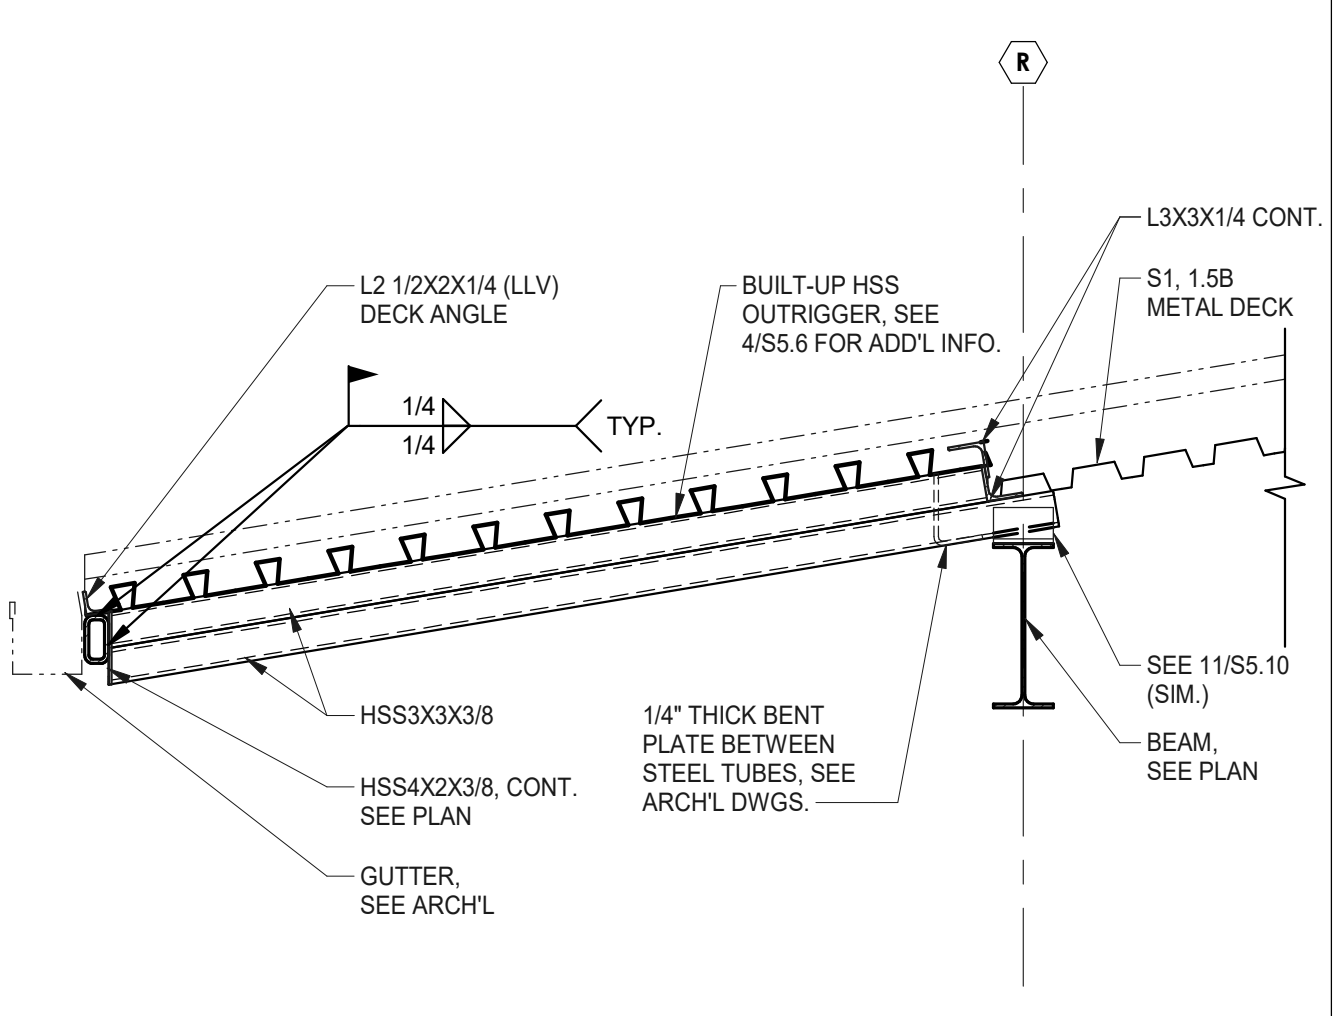 R
L3X3X1/4 CONT.
L2 1/2X2X1/4 (LLV)
DECK ANGLE
BUILT-UP HSS
OUTRIGGER, SEE
4/S5.6 FOR ADD'L INFO.
S1, 1.5B
METAL DECK
1/4
1/4
TYP.
HSS3X3X3/8
HSS4X2X3/8, CONT.
SEE PLAN
GUTTER,
SEE ARCH'L
1/4" THICK BENT
PLATE BETWEEN
STEEL TUBES, SEE
ARCH'L DWGS.
SEE 11/S5.10
(SIM.)
BEAM,
SEE PLAN